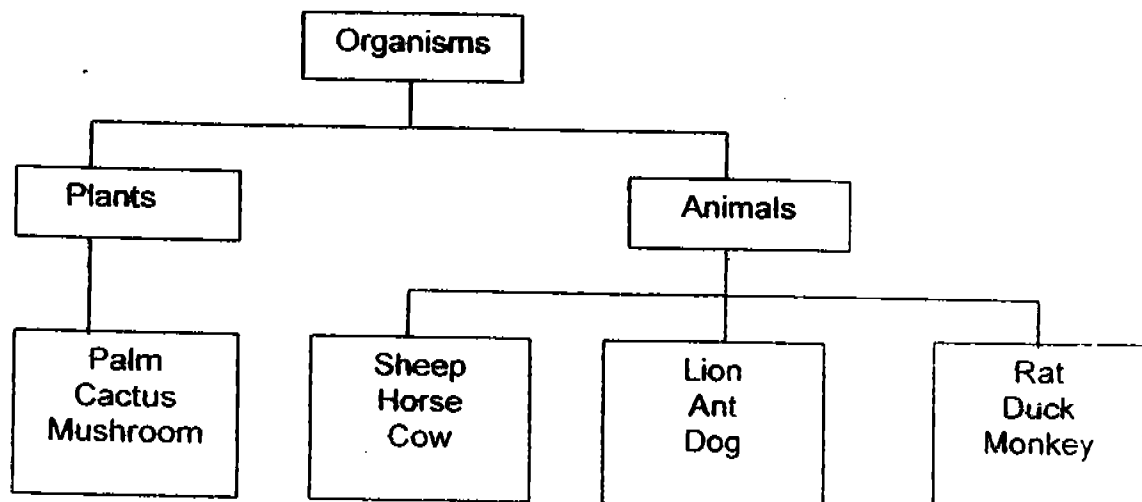 Organisms
Plants
Animals
Palm
Cactus
Mushroom
Sheep
Horse
Cow
Lion
Ant
Dog
Rat
Duck
Monkey